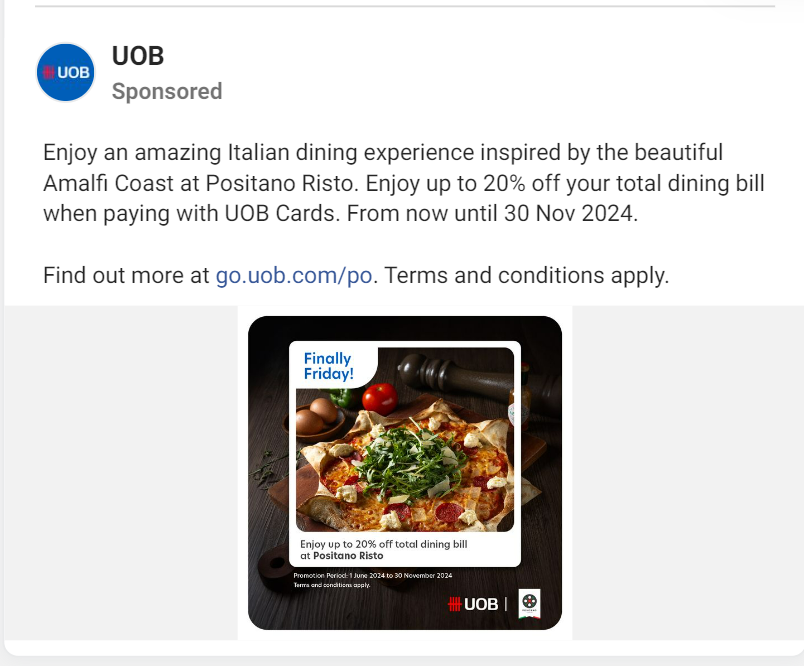 UOB
UOB
Sponsored
Enjoy an amazing Italian dining experience inspired by the beautiful
Amalfi Coast at Positano Risto. Enjoy up to 20% off your total dining bill
when paying with UOB Cards. From now until 30 Nov 2024.
Find out more at go.uob.com/po. Terms and conditions apply.
Finally
Friday!
Enjoy up to 20% off total dining bill
at Positano Risto
Promotion Period: 1 June 2024 to 30 November 2024
Terms and conditions apply.
UOB |